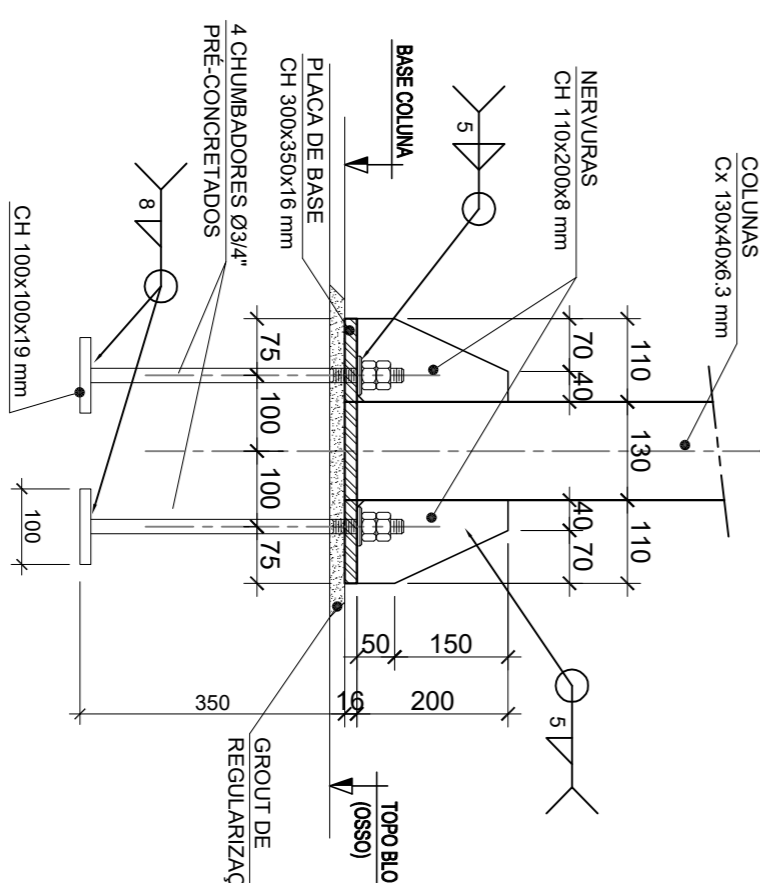 COLUNAS
Cx 130x40x6.3 mm
NERVURAS
CH 110x200x8 mm
5
BASE COLUNA
PLACA DE BASE
CH 300x350x16 mm
4 CHUMBADORES Ø3/4"
PRÉ-CONCRETADOS
8
CH 100x100x19 mm
110
130
110
70
40
40
70
75
100
100
75
100
50
150
350
16
200
5
GROUT DE
TOPO BLO
(OSSO)